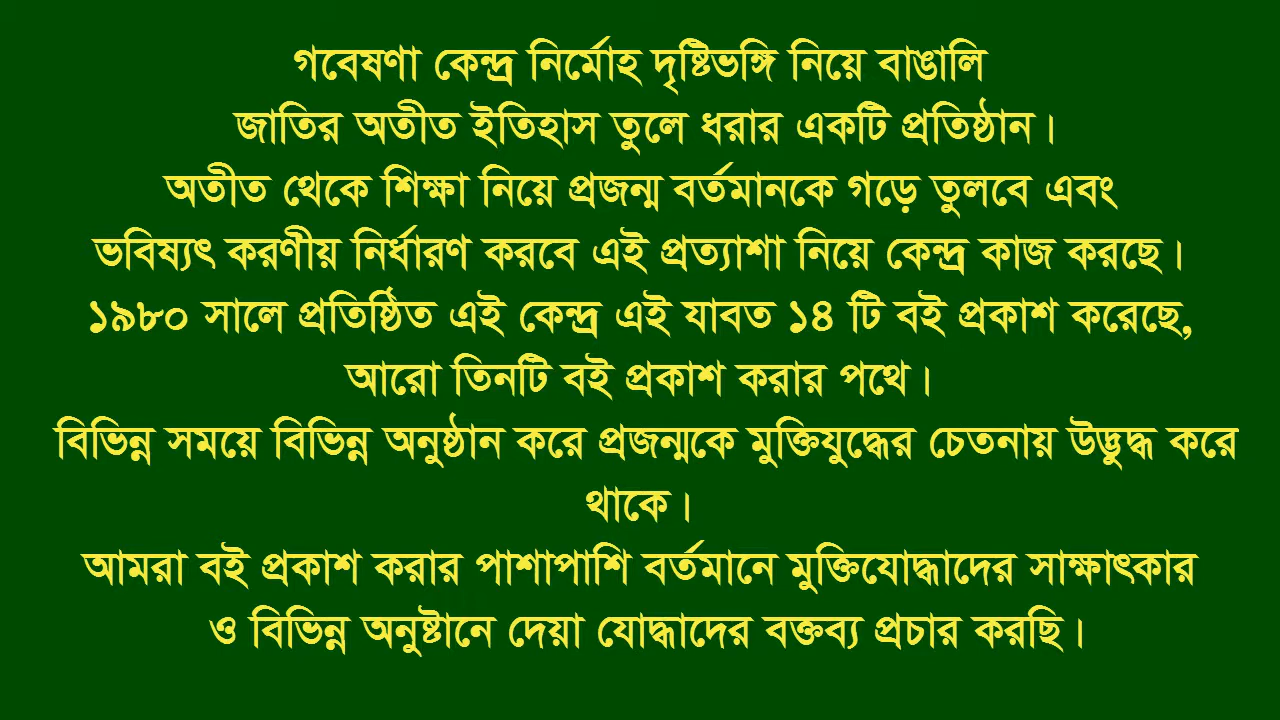 গবেষণা কেন্দ্র নির্মোহ দৃষ্টিভঙ্গি নিয়ে বাঙালি
জাতির অতীত ইতিহাস তুলে ধরার একটি প্রতিষ্ঠান।
অতীত থেকে শিক্ষা নিয়ে প্রজন্ম বর্তমানকে গড়ে তুলবে এবং
ভবিষ্যৎ করণীয় নির্ধারণ করবে এই প্রত্যাশা নিয়ে কেন্দ্র কাজ করছে।
১৯৮০ সালে প্রতিষ্ঠিত এই কেন্দ্র এই যাবত ১৪ টি বই প্রকাশ করেছে,
আরো তিনটি বই প্রকাশ করার পথে।
বিভিন্ন সময়ে বিভিন্ন অনুষ্ঠান করে প্রজন্মকে মুক্তিযুদ্ধের চেতনায় উদ্ভুদ্ধ করে
থাকে।
আমরা বই প্রকাশ করার পাশাপাশি বর্তমানে মুক্তিযোদ্ধাদের সাক্ষাৎকার
ও বিভিন্ন অনুষ্টানে দেয়া যোদ্ধাদের বক্তব্য প্রচার করছি।